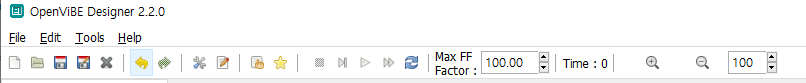 OpenViBE Designer 2.2.0
File Edit Tools Help
Max FF Factor : 100.00 Time : 0 100